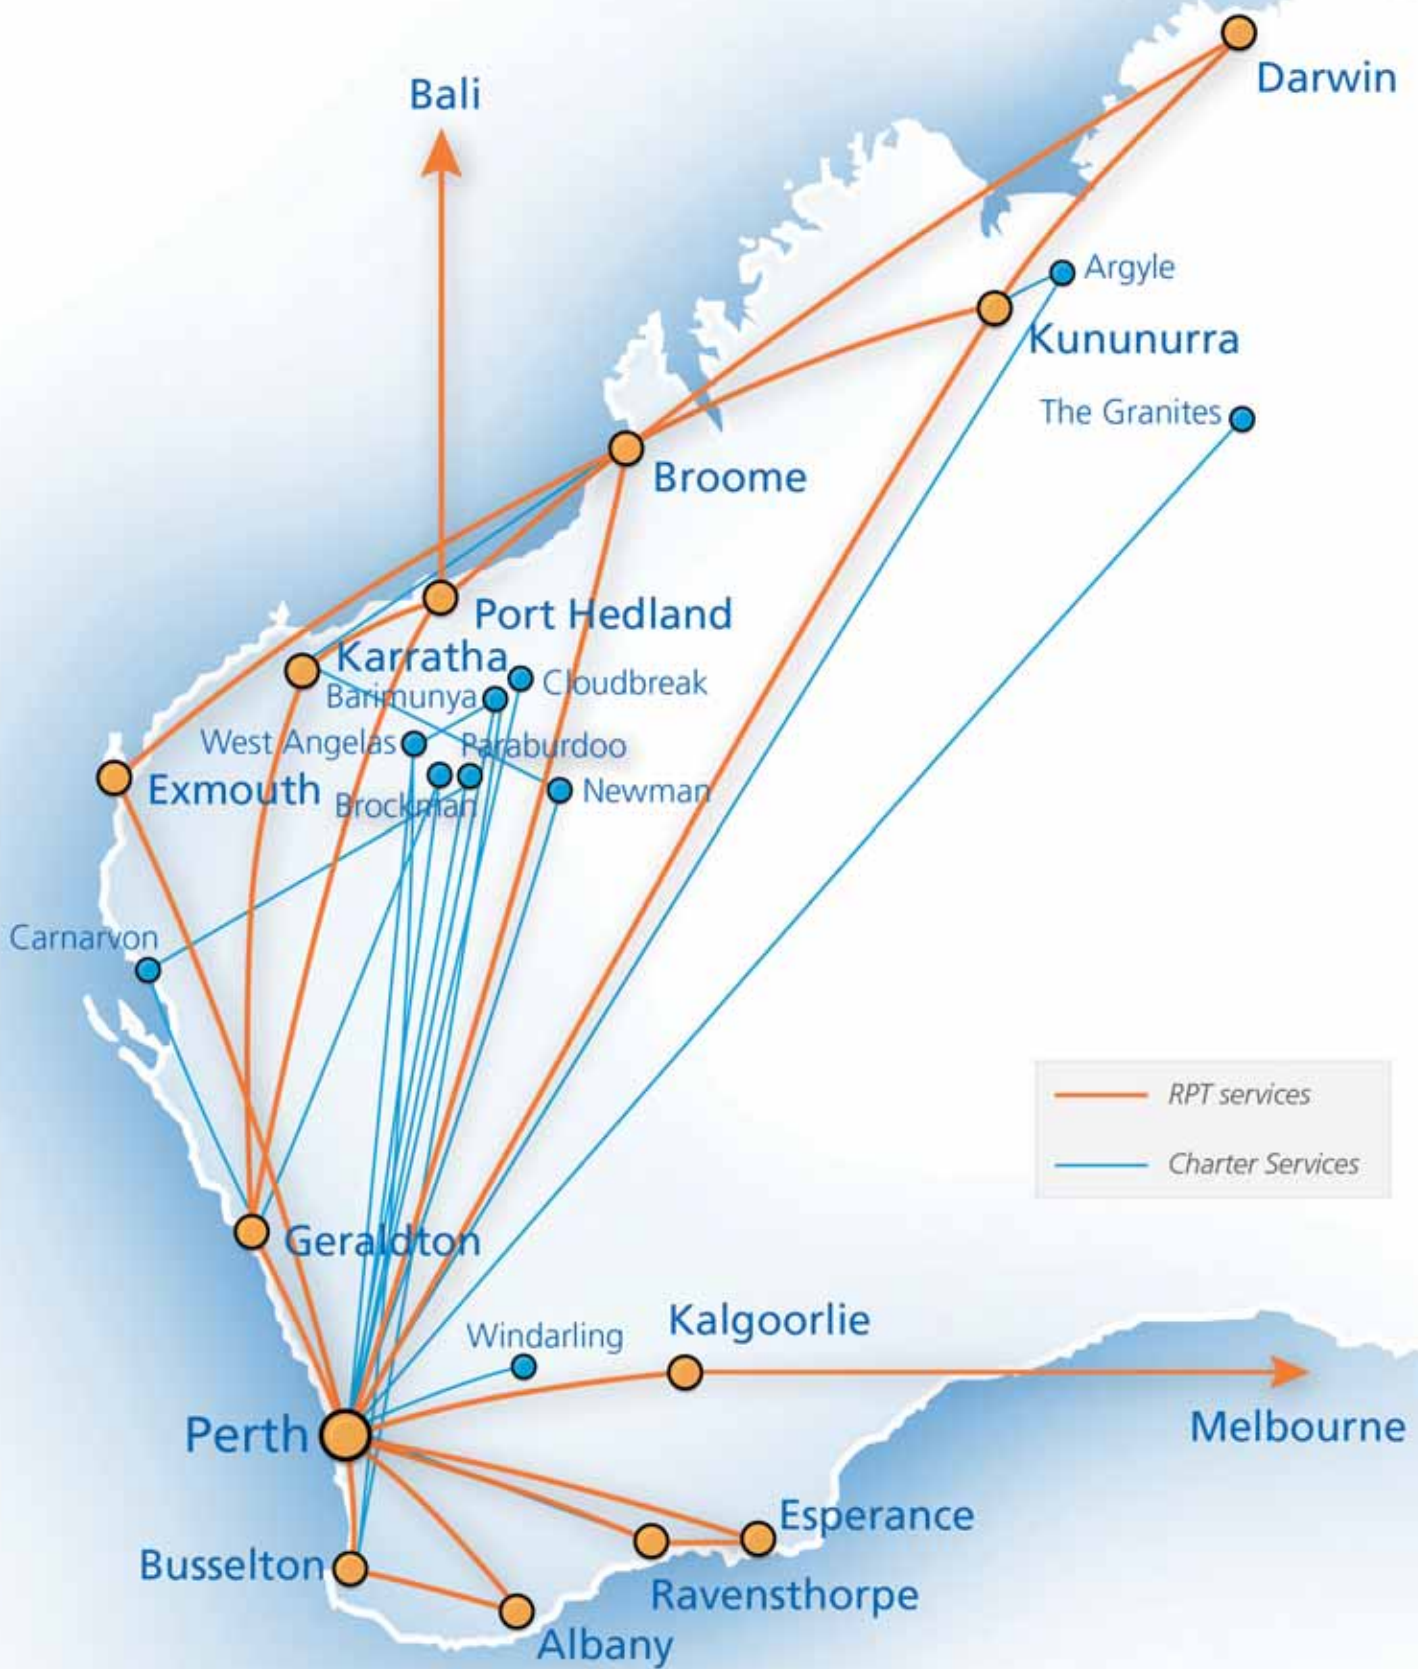 Darwin
Bali
Argyle
Kununurra
The Granites
Broome
Port Hedland
Karratha
Cloudbreak
Barimunya
West Angelas
Paraburdoo
Exmouth
Newman
Brockman
Carnarvon
RPT services
Charter Services
Geraldton
Kalgoorlie
Windarling
Perth
Melbourne
Esperance
Busselton
Ravensthorpe
Albany